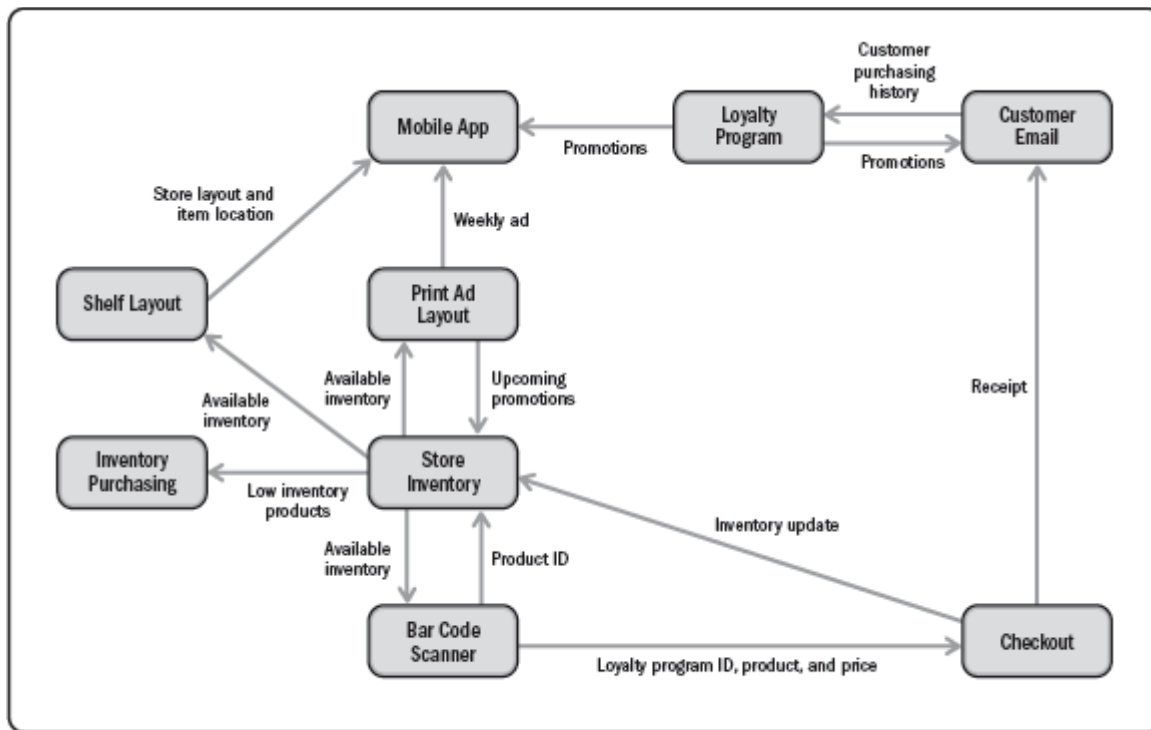 Customer
purchasing
history
Mobile App
Loyalty
Program
Customer
Email
Promotions
Promotions
Store layout and
item location
Weekly ad
Shelf Layout
Print Ad
Layout
Available
inventory
Available
inventory
Upcoming
promotions
Receipt
Inventory
Purchasing
Store
Inventory
Low inventory
products
Inventory update
Available
inventory
Product ID
Bar Code
Scanner
Checkout
Loyalty program ID, product, and price